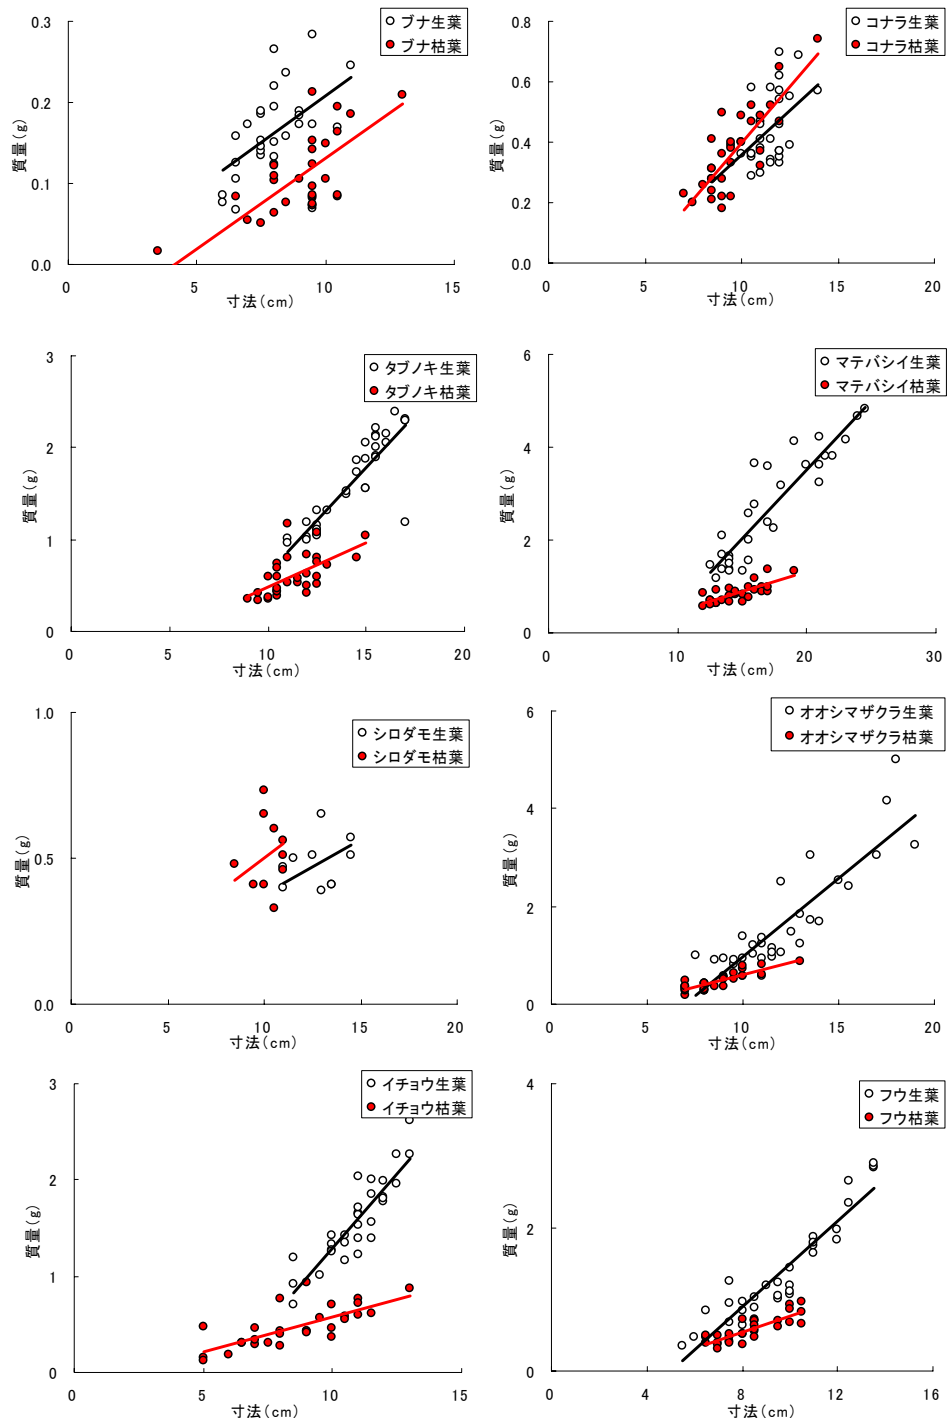 ブナ生葉
ブナ枯葉
0.3
0.2
0.1
0.0
質量(g)
0
5
10
15
寸法(cm)
コナラ生葉
コナラ枯葉
0.8
0.6
0.4
0.2
0.0
質量(g)
0
5
10
15
20
寸法(cm)
タブノキ生葉
タブノキ枯葉
3
2
1
0
質量(g)
0
5
10
15
20
寸法(cm)
マテバシイ生葉
マテバシイ枯葉
6
4
2
0
質量(g)
0
10
20
30
寸法(cm)
シロダモ生葉
シロダモ枯葉
1.0
0.5
0.0
質量(g)
0
5
10
15
20
寸法(cm)
オオシマザクラ生葉
オオシマザクラ枯葉
6
4
2
0
質量(g)
0
5
10
15
20
寸法(cm)
イチョウ生葉
イチョウ枯葉
3
2
1
0
質量(g)
0
5
10
15
寸法(cm)
フウ生葉
フウ枯葉
4
2
0
質量(g)
0
4
8
12
16
寸法(cm)